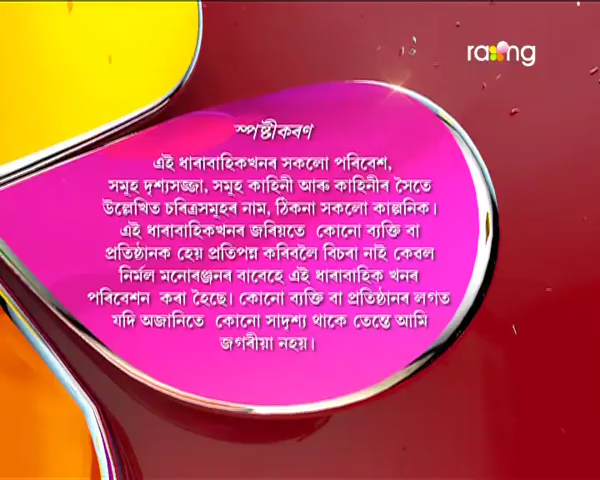 raong
স্পষ্টীকৰণ
এই ধাৰাবাহিকখনৰ সকলো পৰিবেশ,
সমূহ দৃশ্যসজ্জা, সমূহ কাহিনী আৰু কাহিনীৰ সৈতে
উল্লেখিত চৰিত্ৰসমূহৰ নাম, ঠিকনা সকলো কাল্পনিক।
এই ধাৰাবাহিকখনৰ জৰিয়তে কোনো ব্যক্তি বা
প্ৰতিষ্ঠানক হেয় প্ৰতিপন্ন কৰিবলৈ বিচৰা নাই কেৱল
নিৰ্মল মনোৰঞ্জনৰ বাবেহে এই ধাৰাবাহিক খনৰ
পৰিবেশন কৰা হৈছে। কোনো ব্যক্তি বা প্ৰতিষ্ঠানৰ লগত
যদি অজানিতে কোনো সাদৃশ্য থাকে তেন্তে আমি
জগৰীয়া নহয়।